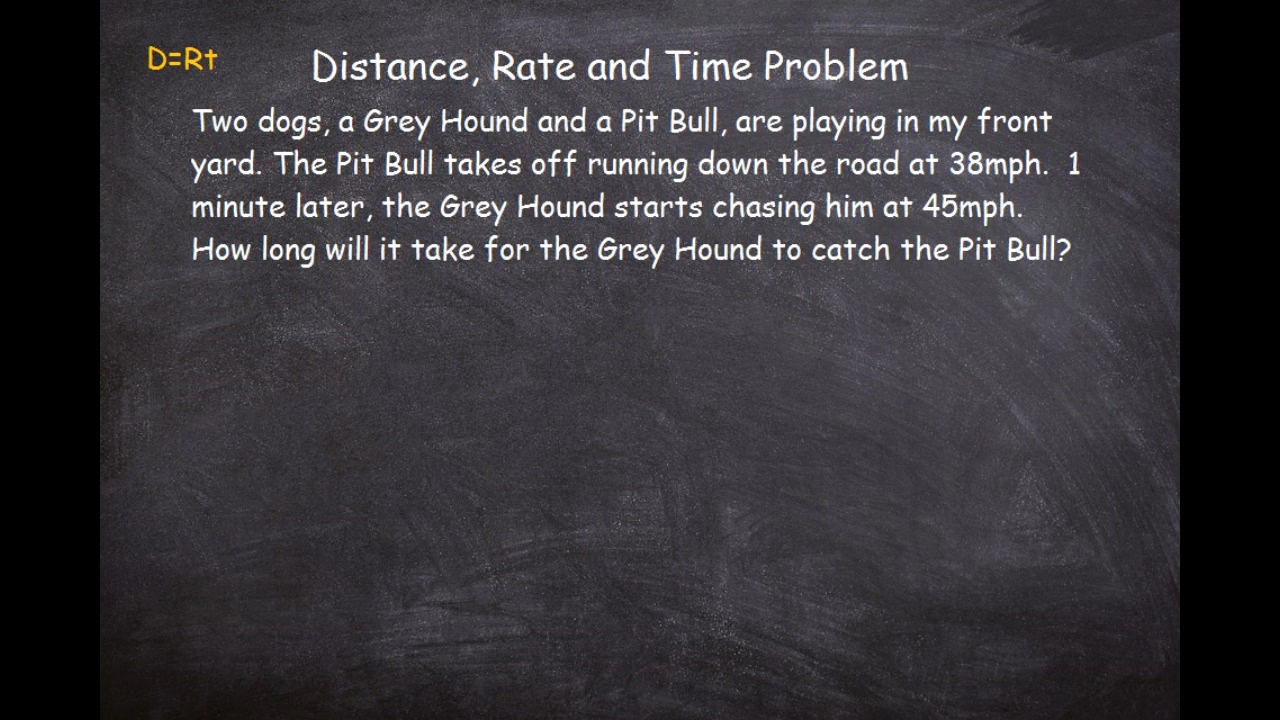 D=Rt
Distance, Rate and Time Problem
Two dogs, a Grey Hound and a Pit Bull, are playing in my front
yard. The Pit Bull takes off running down the road at 38mph. 1
minute later, the Grey Hound starts chasing him at 45mph.
How long will it take for the Grey Hound to catch the Pit Bull?